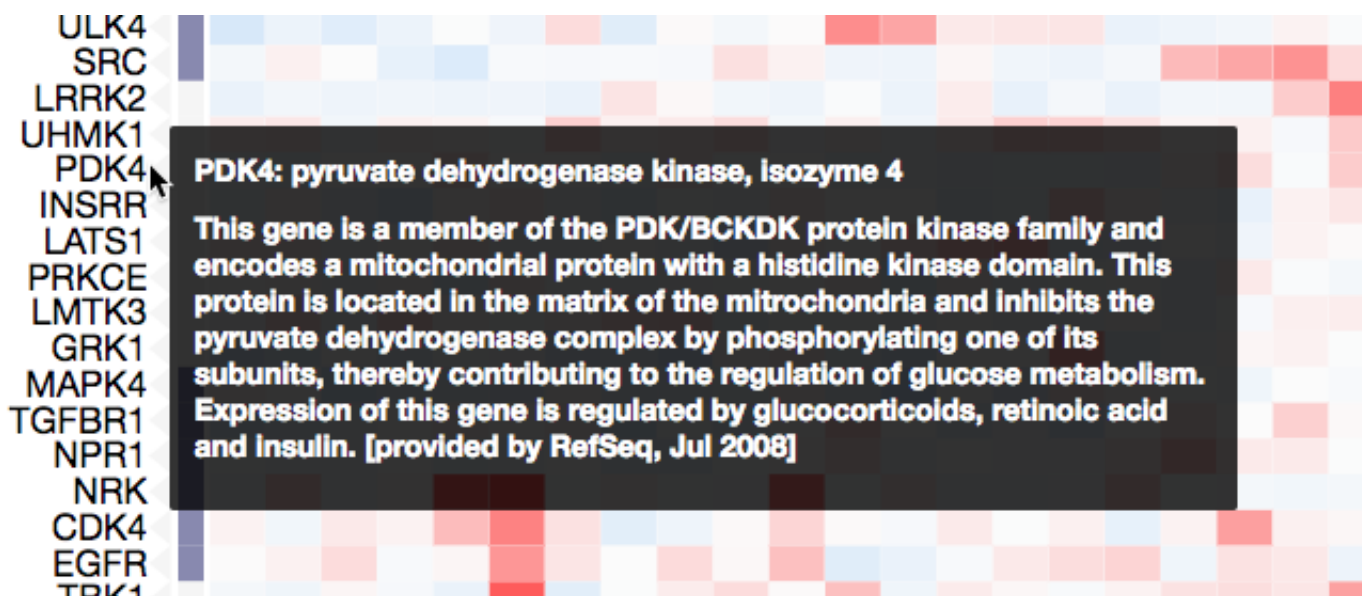 ULK4
SRC
LRRK2
UHMK1
PDK4
INSRR
LATS1
PRKCE
LMTK3
GRK1
MAPK4
TGFBR1
NPR1
NRK
CDK4
EGFR
TBK1
PDK4: pyruvate dehydrogenase kinase, isozyme 4
This gene is a member of the PDK/BCKDK protein kinase family and
encodes a mitochondrial protein with a histidine kinase domain. This
protein is located in the matrix of the mitrochondria and inhibits the
pyruvate dehydrogenase complex by phosphorylating one of its
subunits, thereby contributing to the regulation of glucose metabolism.
Expression of this gene is regulated by glucocorticoids, retinoic acid
and insulin. [provided by RefSeq, Jul 2008]